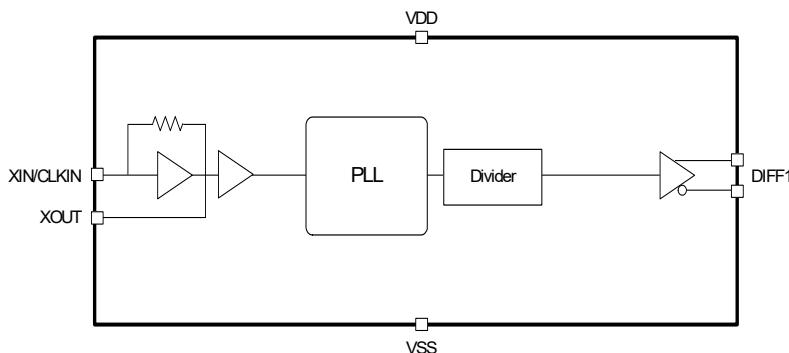 VDD
XIN/CLKIN
XOUT
PLL
Divider
DIFF1
VSS